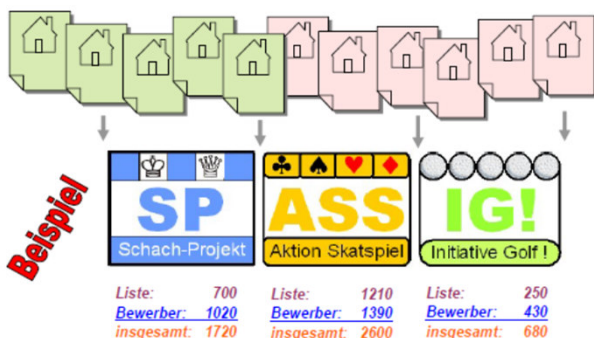 Beispiel
SP
Schach-Projekt
ASS
Aktion Skatspiel
IG!
Initiative Golf !
Liste: 700
Bewerber: 1020
insgesamt: 1720
Liste: 1210
Bewerber: 1390
insgesamt: 2600
Liste: 250
Bewerber: 430
insgesamt: 680